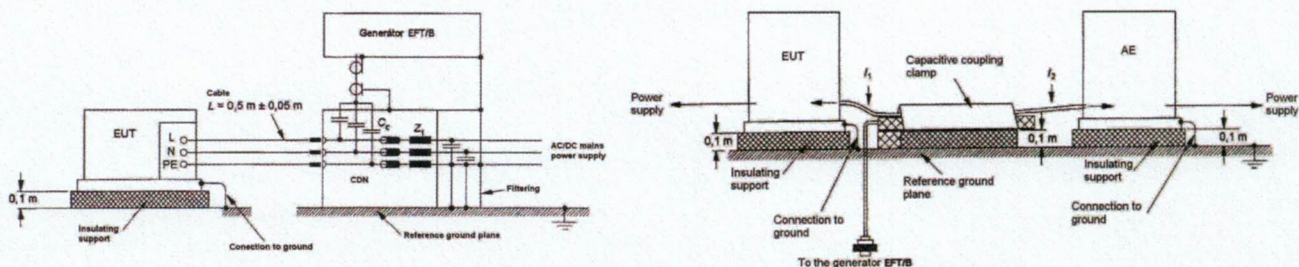 Generátor EFT/B
Cable
L = 0,5 m ± 0,05 m
EUT
L
N
PE
Cc
Z1
CDN
AC/DC mains
power supply
Filtering
0,1 m
Insulating
support
Conection to ground
Reference ground plane
EUT
AE
Capacitive coupling
clamp
l1
l2
Power
supply
Power
supply
0,1 m
0,1 m
0,1 m
Insulating
support
Reference ground
plane
Insulating
support
Connection to
ground
Connection to
ground
To the generator EFT/B